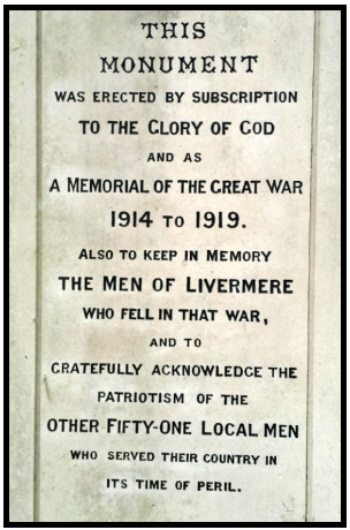 THIS
MONUMENT
WAS ERECTED BY SUBSCRIPTION
TO THE GLORY OF GOD
AND AS
A MEMORIAL OF THE GREAT WAR
1914 TO 1919.
ALSO TO KEEP IN MEMORY
THE MEN OF LIVERMERE
WHO FELL IN THAT WAR,
AND TO
GRATEFULLY ACKNOWLEDGE THE
PATRIOTISM OF THE
OTHER FIFTY-ONE LOCAL MEN
WHO SERVED THEIR COUNTRY IN
ITS TIME OF PERIL.